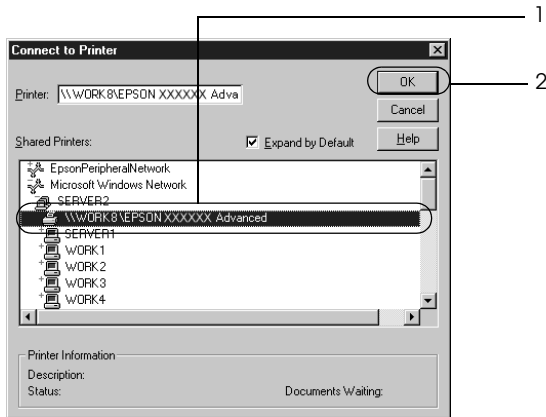 1
Connect to Printer
2
OK
Printer: \\WORK8\EPSON XXXXXX Adva
Cancel
Shared Printers:
Expand by Default
Help
EpsonPeripheralNetwork
Microsoft Windows Network
SERVER2
\\WORK8\EPSON XXXXXX Advanced
SERVER1
WORK1
WORK2
WORK3
WORK4
Printer Information
Description:
Status:
Documents Waiting: